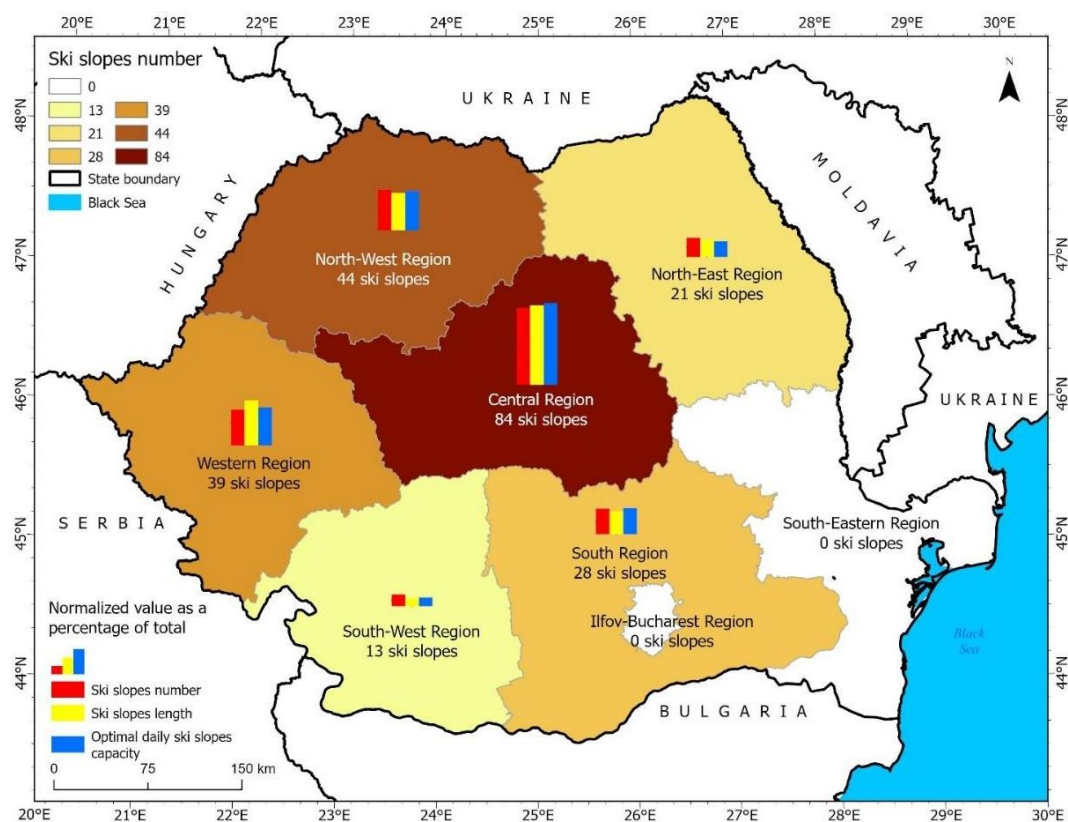 20°E 21°E 22°E 23°E 24°E 25°E 26°E 27°E 28°E 29°E 30°E
Ski slopes number
0
13 39
21 44
28 84
State boundary
Black Sea
N
UKRAINE
MOLDAVIA
HUNGARY
48°N
48°N
47°N
47°N
North-West Region
44 ski slopes
North-East Region
21 ski slopes
46°N
46°N
Central Region
84 ski slopes
UKRAINE
Western Region
39 ski slopes
SERBIA
45°N
45°N
South-Eastern Region
0 ski slopes
South Region
28 ski slopes
Ilfov-Bucharest Region
0 ski slopes
South-West Region
13 ski slopes
Black
Sea
44°N
44°N
BULGARIA
Normalized value as a
percentage of total
Ski slopes number
Ski slopes length
Optimal daily ski slopes
capacity
0 75 150 km
20°E 21°E 22°E 23°E 24°E 25°E 26°E 27°E 28°E 29°E 30°E